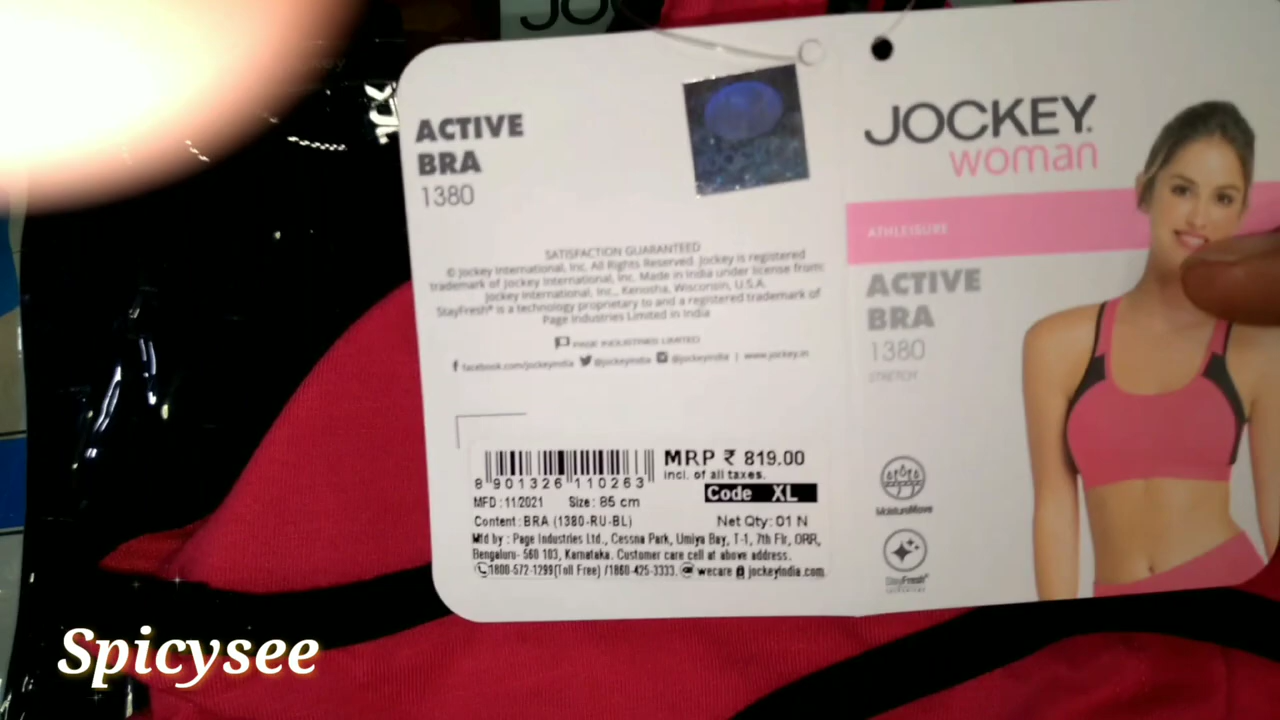 JO
ACTIVE
BRA
1380
SATISFACTION GUARANTEED
© Jockey International, Inc. All Rights Reserved. Jockey is registered
trademark of Jockey International, Inc. Made in India under license from:
Jockey International, Inc., Kenosha, Wisconsin, U.S.A.
StayFresh® is a technology proprietary to and a registered trademark of
Page Industries Limited in India
PAGE INDUSTRIES LIMITED
facebook.com/jockeyindia @jockeyindia @jockeyindia | www.jockey.in
8 901326 110263
MRP ₹ 819.00
incl. of all taxes.
Code XL
MFD : 11/2021 Size: 85 cm
Content: BRA (1380-RU-BL) Net Qty: 01 N
Mfd by : Page Industries Ltd., Cessna Park, Umiya Bay, T-1, 7th Flr, ORR,
Bengaluru- 560 103, Karnataka. Customer care cell at above address.
1800-572-1299(Toll Free) /1860-425-3333. wecare @ jockeyindia.com
JOCKEY
woman
ATHLEISURE
ACTIVE
BRA
1380
STRETCH
MoistureMove
StayFresh®
Spicysee